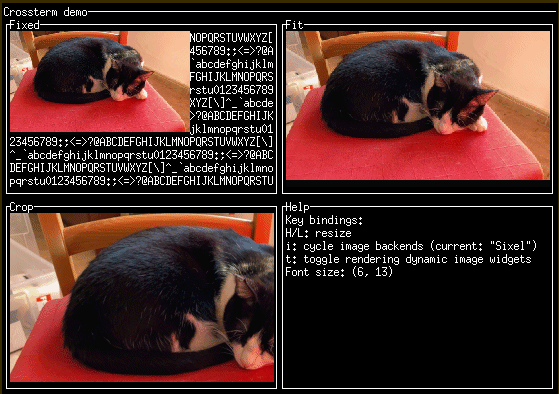 Crossterm demo
Fixed
NOPQRSTUVWXYZ[
456789:;<=>?@A
`abcdefghijklm
FGHIJKLMNOPQRS
rstu0123456789
XYZ[\]^_`abcde
>?@ABCDEFGHIJK
jklmnopqrstu01
23456789:;<=>?@ABCDEFGHIJKLMNOPQRSTUVWXYZ[\]
^_`abcdefghijklmnopqrstu0123456789:;<=>?@ABC
DEFGHIJKLMNOPQRSTUVWXYZ[\]^_`abcdefghijklmno
pqrstu0123456789:;<=>?@ABCDEFGHIJKLMNOPQRSTU
Fit
Crop
Help
Key bindings:
H/L: resize
i: cycle image backends (current: "Sixel")
t: toggle rendering dynamic image widgets
Font size: (6, 13)